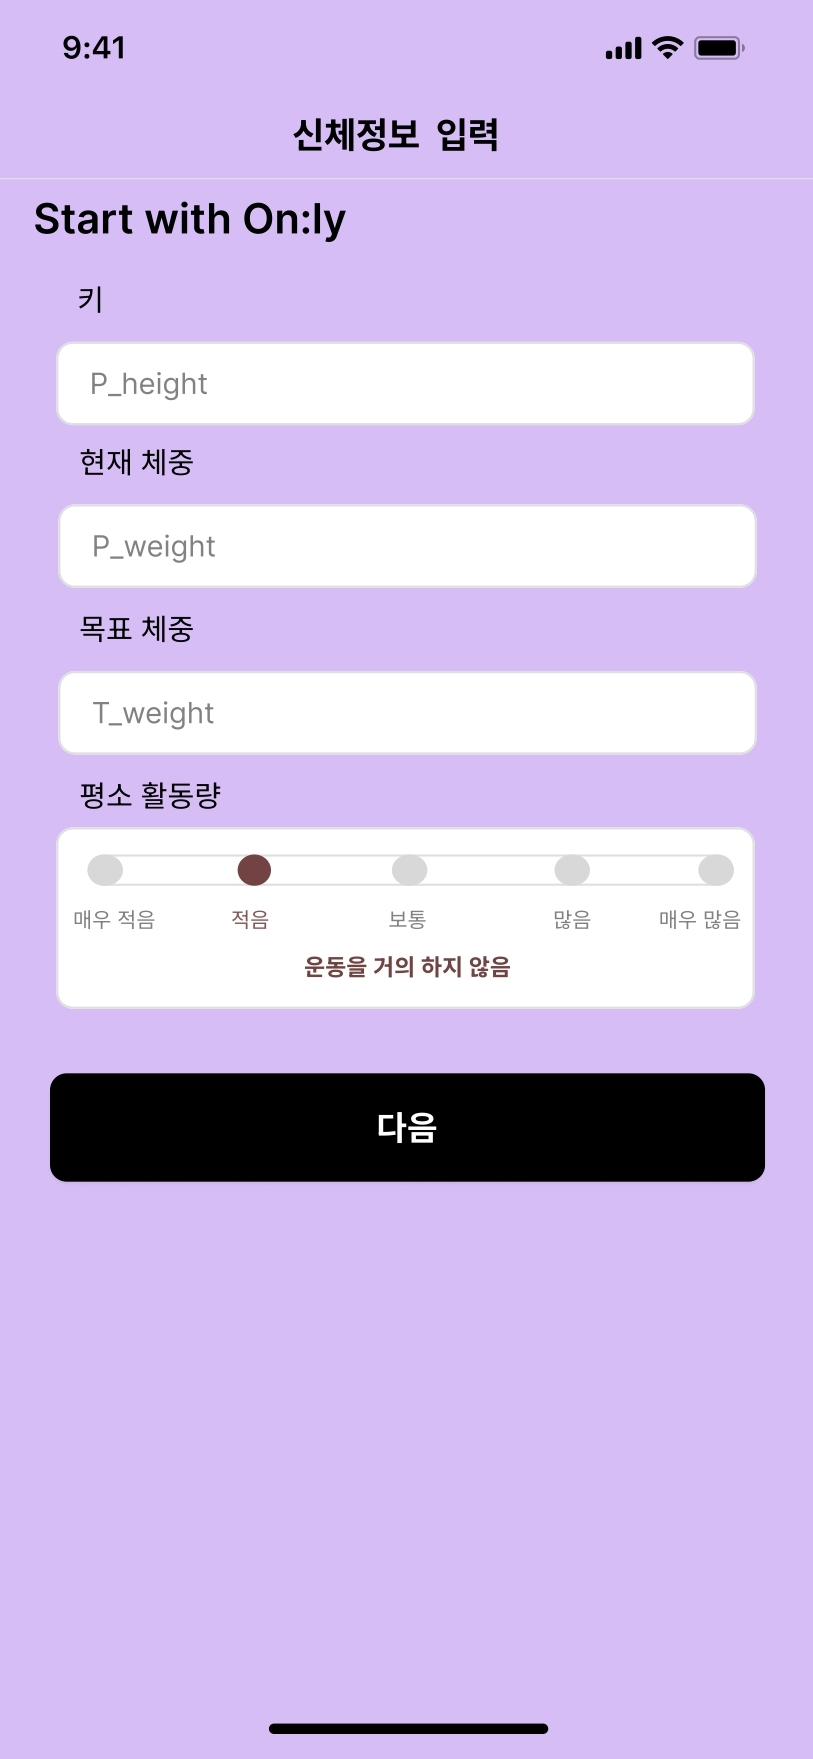 9:41
신체정보 입력
Start with On:ly
키
P_height
현재 체중
P_weight
목표 체중
T_weight
평소 활동량
매우 적음 적음 보통 많음 매우 많음
운동을 거의 하지 않음
다음